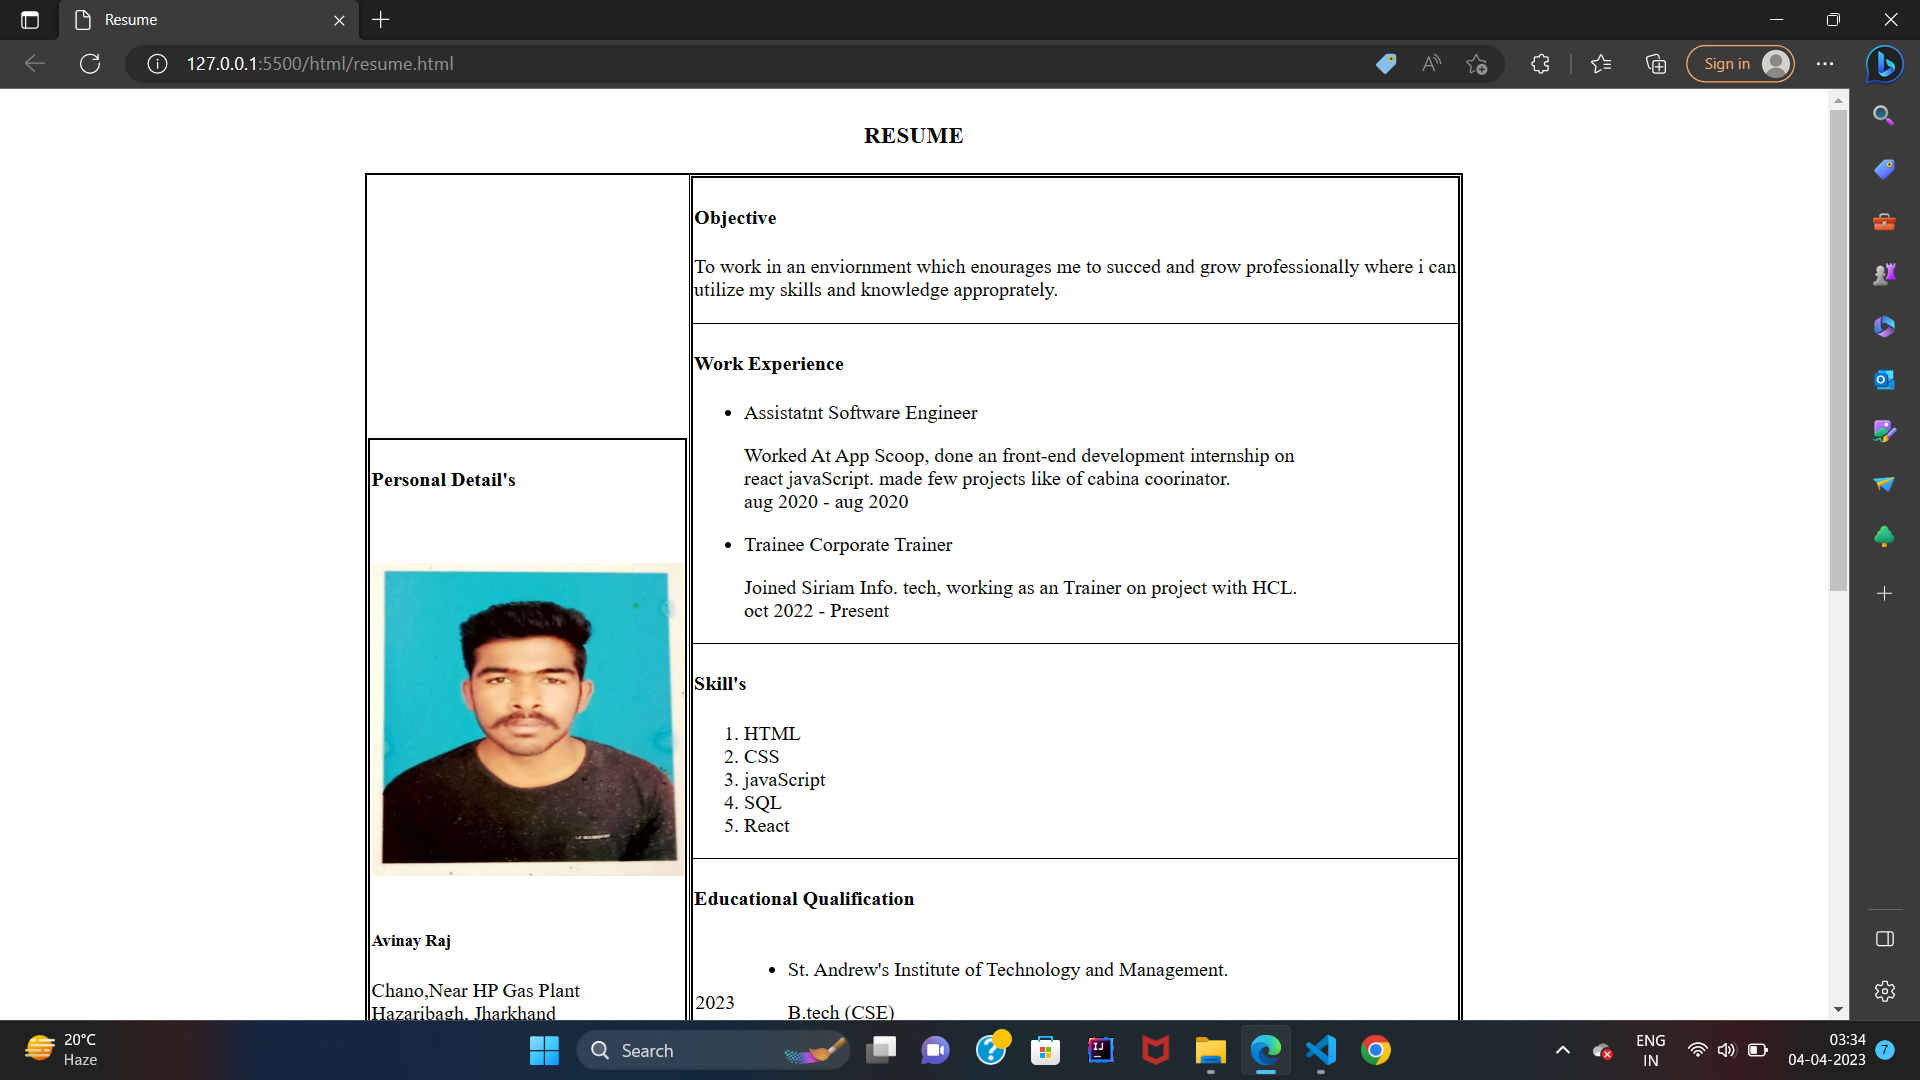 Resume
127.0.0.1:5500/html/resume.html
Sign in
RESUME
Personal Detail's
Avinay Raj
Chano,Near HP Gas Plant
Hazaribagh, Jharkhand
Objective
To work in an enviornment which enourages me to succed and grow professionally where i can
utilize my skills and knowledge approprately.
Work Experience
Assistatnt Software Engineer
Worked At App Scoop, done an front-end development internship on
react javaScript. made few projects like of cabina coorinator.
aug 2020 - aug 2020
Trainee Corporate Trainer
Joined Siriam Info. tech, working as an Trainer on project with HCL.
oct 2022 - Present
Skill's
1. HTML
2. CSS
3. javaScript
4. SQL
5. React
Educational Qualification
St. Andrew's Institute of Technology and Management.
2023
B.tech (CSE)
20°C
Haze
Search
ENG
IN
03:34
04-04-2023
7